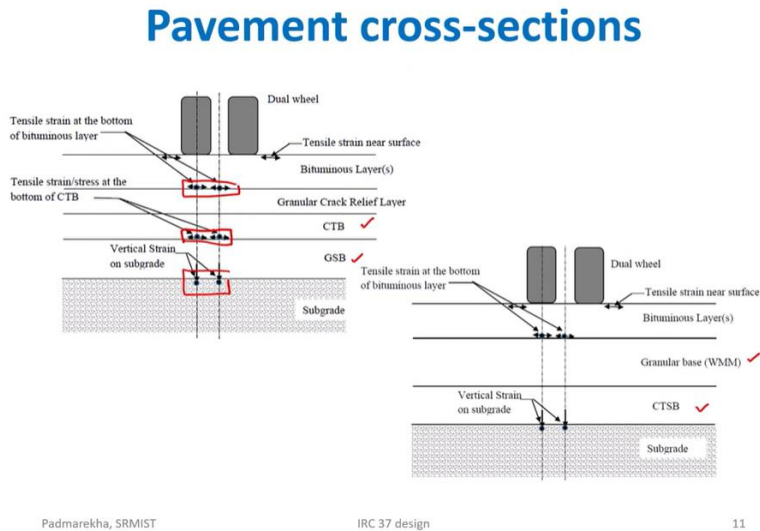 Pavement cross-sections
Dual wheel
Tensile strain at the bottom
of bituminous layer
Tensile strain near surface
Bituminous Layer(s)
Tensile strain/stress at the
bottom of CTB
Granular Crack Relief Layer
CTB
Vertical Strain
on subgrade
GSB
Subgrade
Dual wheel
Tensile strain at the bottom
of bituminous layer
Tensile strain near surface
Bituminous Layer(s)
Granular base (WMM)
Vertical Strain
on subgrade
CTSB
Subgrade
Padmarekha, SRMIST
IRC 37 design
11